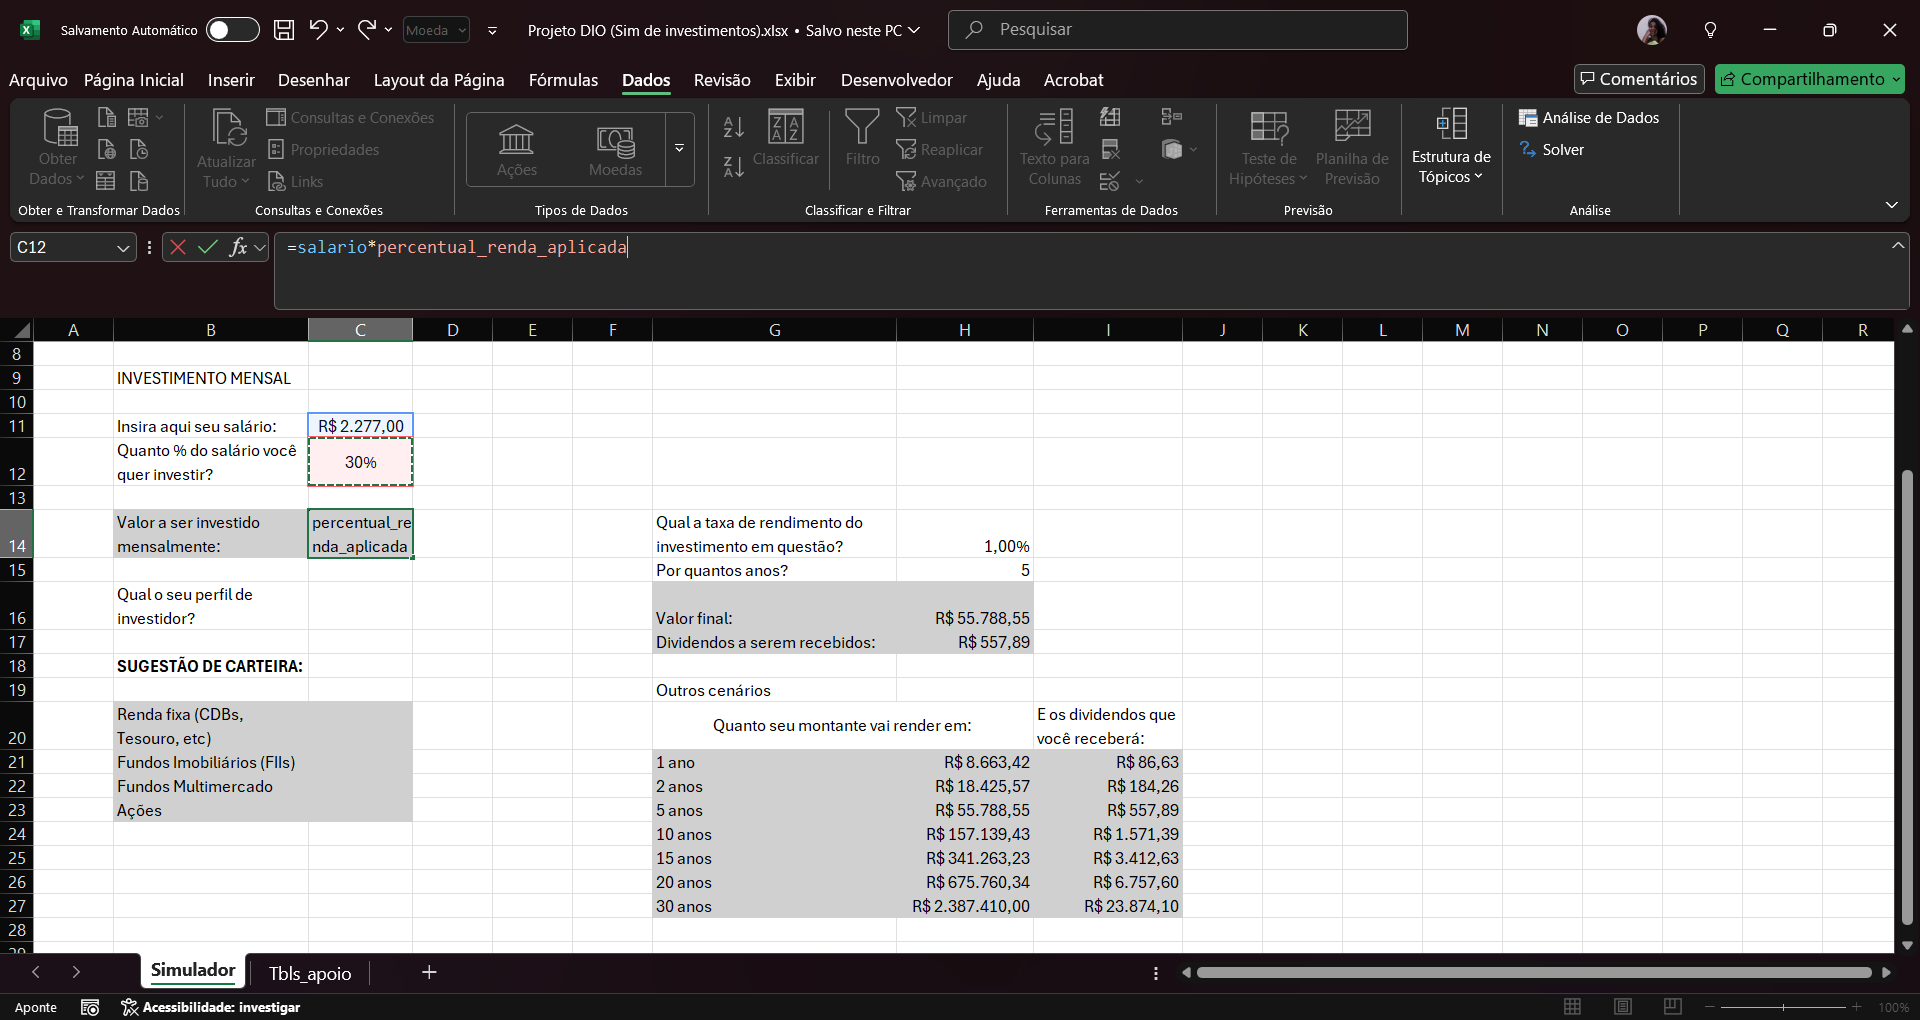 Salvamento Automático
Moeda
Projeto DIO (Sim de investimentos).xlsx • Salvo neste PC
Pesquisar
Arquivo Página Inicial Inserir Desenhar Layout da Página Fórmulas Dados Revisão Exibir Desenvolvedor Ajuda Acrobat
Comentários
Compartilhamento
Obter Dados
Obter e Transformar Dados
Atualizar Tudo
Consultas e Conexões
Propriedades
Links
Consultas e Conexões
Ações
Moedas
Tipos de Dados
Classificar
Filtro
Limpar
Reaplicar
Avançado
Classificar e Filtrar
Texto para Colunas
Ferramentas de Dados
Teste de Hipóteses
Planilha de Previsão
Previsão
Estrutura de Tópicos
Análise de Dados
Solver
Análise
C12
fx
=salario*percentual_renda_aplicada
A B C D E F G H I J K L M N O P Q R
8
9 INVESTIMENTO MENSAL
10
11 Insira aqui seu salário: R$ 2.277,00
Quanto % do salário você
12 quer investir? 30%
13
Valor a ser investido percentual_re Qual a taxa de rendimento do
14 mensalmente: nda_aplicada investimento em questão? 1,00%
15 Por quantos anos? 5
Qual o seu perfil de
16 investidor? Valor final: R$ 55.788,55
17 Dividendos a serem recebidos: R$ 557,89
18 SUGESTÃO DE CARTEIRA:
19 Outros cenários
Renda fixa (CDBs, Quanto seu montante vai render em: E os dividendos que
20 Tesouro, etc) você receberá:
21 Fundos Imobiliários (FIIs) 1 ano R$ 8.663,42 R$ 86,63
22 Fundos Multimercado 2 anos R$ 18.425,57 R$ 184,26
23 Ações 5 anos R$ 55.788,55 R$ 557,89
24 10 anos R$ 157.139,43 R$ 1.571,39
25 15 anos R$ 341.263,23 R$ 3.412,63
26 20 anos R$ 675.760,34 R$ 6.757,60
27 30 anos R$ 2.387.410,00 R$ 23.874,10
28
29
Simulador Tbls_apoio
Aponte
Acessibilidade: investigar
100%